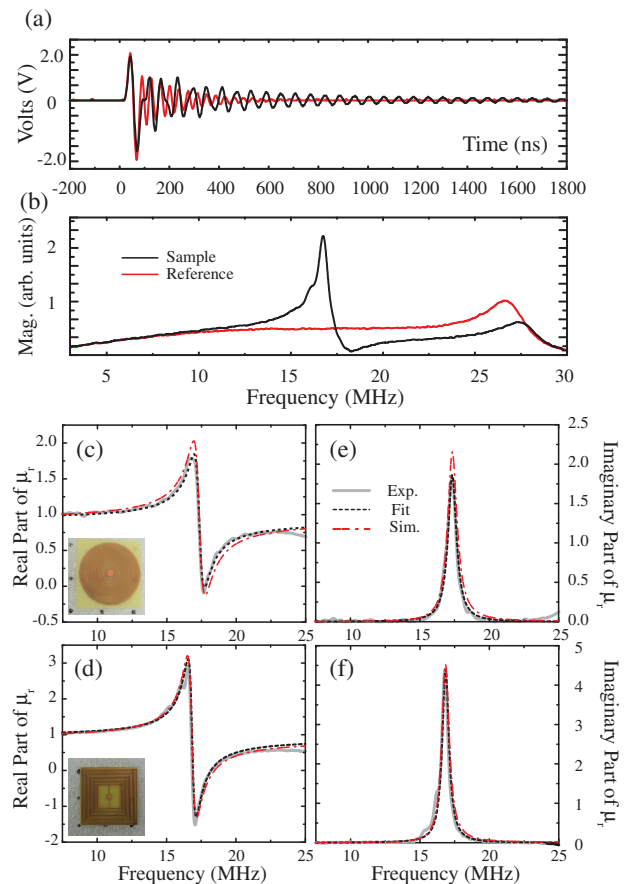 (a)
Volts (V)
2.0
0
-2.0
Time (ns)
-200 0 200 400 600 800 1000 1200 1400 1600 1800
(b)
Mag. (arb. units)
2
1
Sample
Reference
5 10 15 20 25 30
Frequency (MHz)
(c)
Real Part of μr
2.0
1.5
1.0
0.5
0.0
-0.5
10 15 20 25
(e)
Exp.
Fit
Sim.
Imaginary Part of μr
2.5
2.0
1.5
1.0
0.5
0.0
10 15 20 25
(d)
Real Part of μr
3
2
1
0
-1
-2
10 15 20 25
Frequency (MHz)
(f)
Imaginary Part of μr
5
4
3
2
1
0
10 15 20 25
Frequency (MHz)